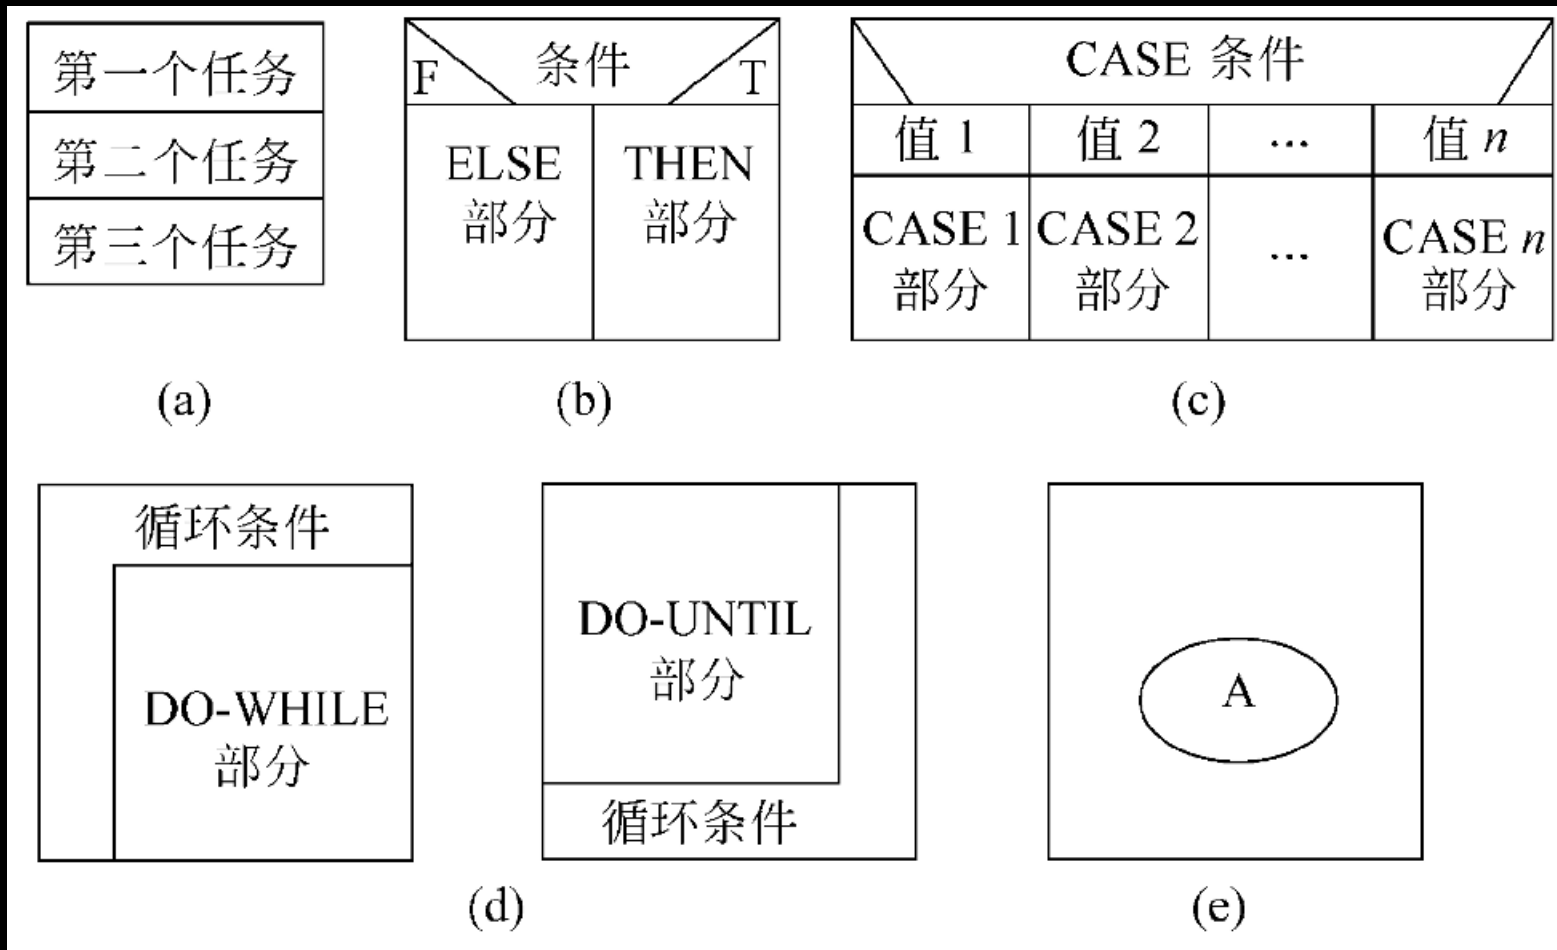 第一个任务
第二个任务
第三个任务
(a)
F 条件 T
ELSE
部分
THEN
部分
(b)
CASE 条件
值 1 值 2 … 值 n
CASE 1
部分
CASE 2
部分
…
CASE n
部分
(c)
循环条件
DO-WHILE
部分
DO-UNTIL
部分
循环条件
(d)
A
(e)